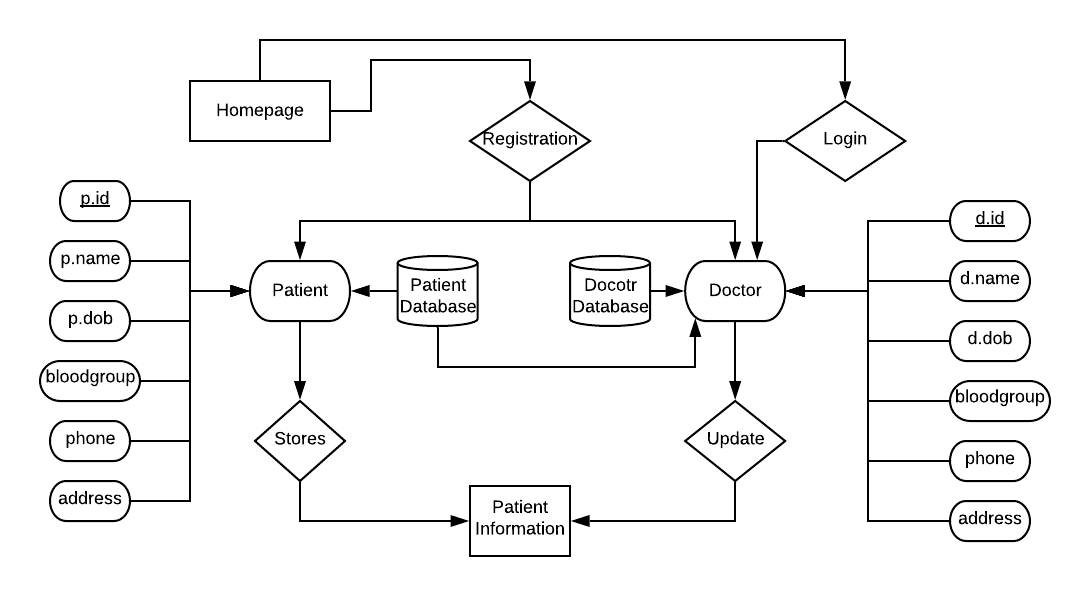 Homepage
Registration
Login
p.id
p.name
p.dob
bloodgroup
phone
address
Patient
Patient
Database
Docotr
Database
Doctor
d.id
d.name
d.dob
bloodgroup
phone
address
Stores
Update
Patient
Information